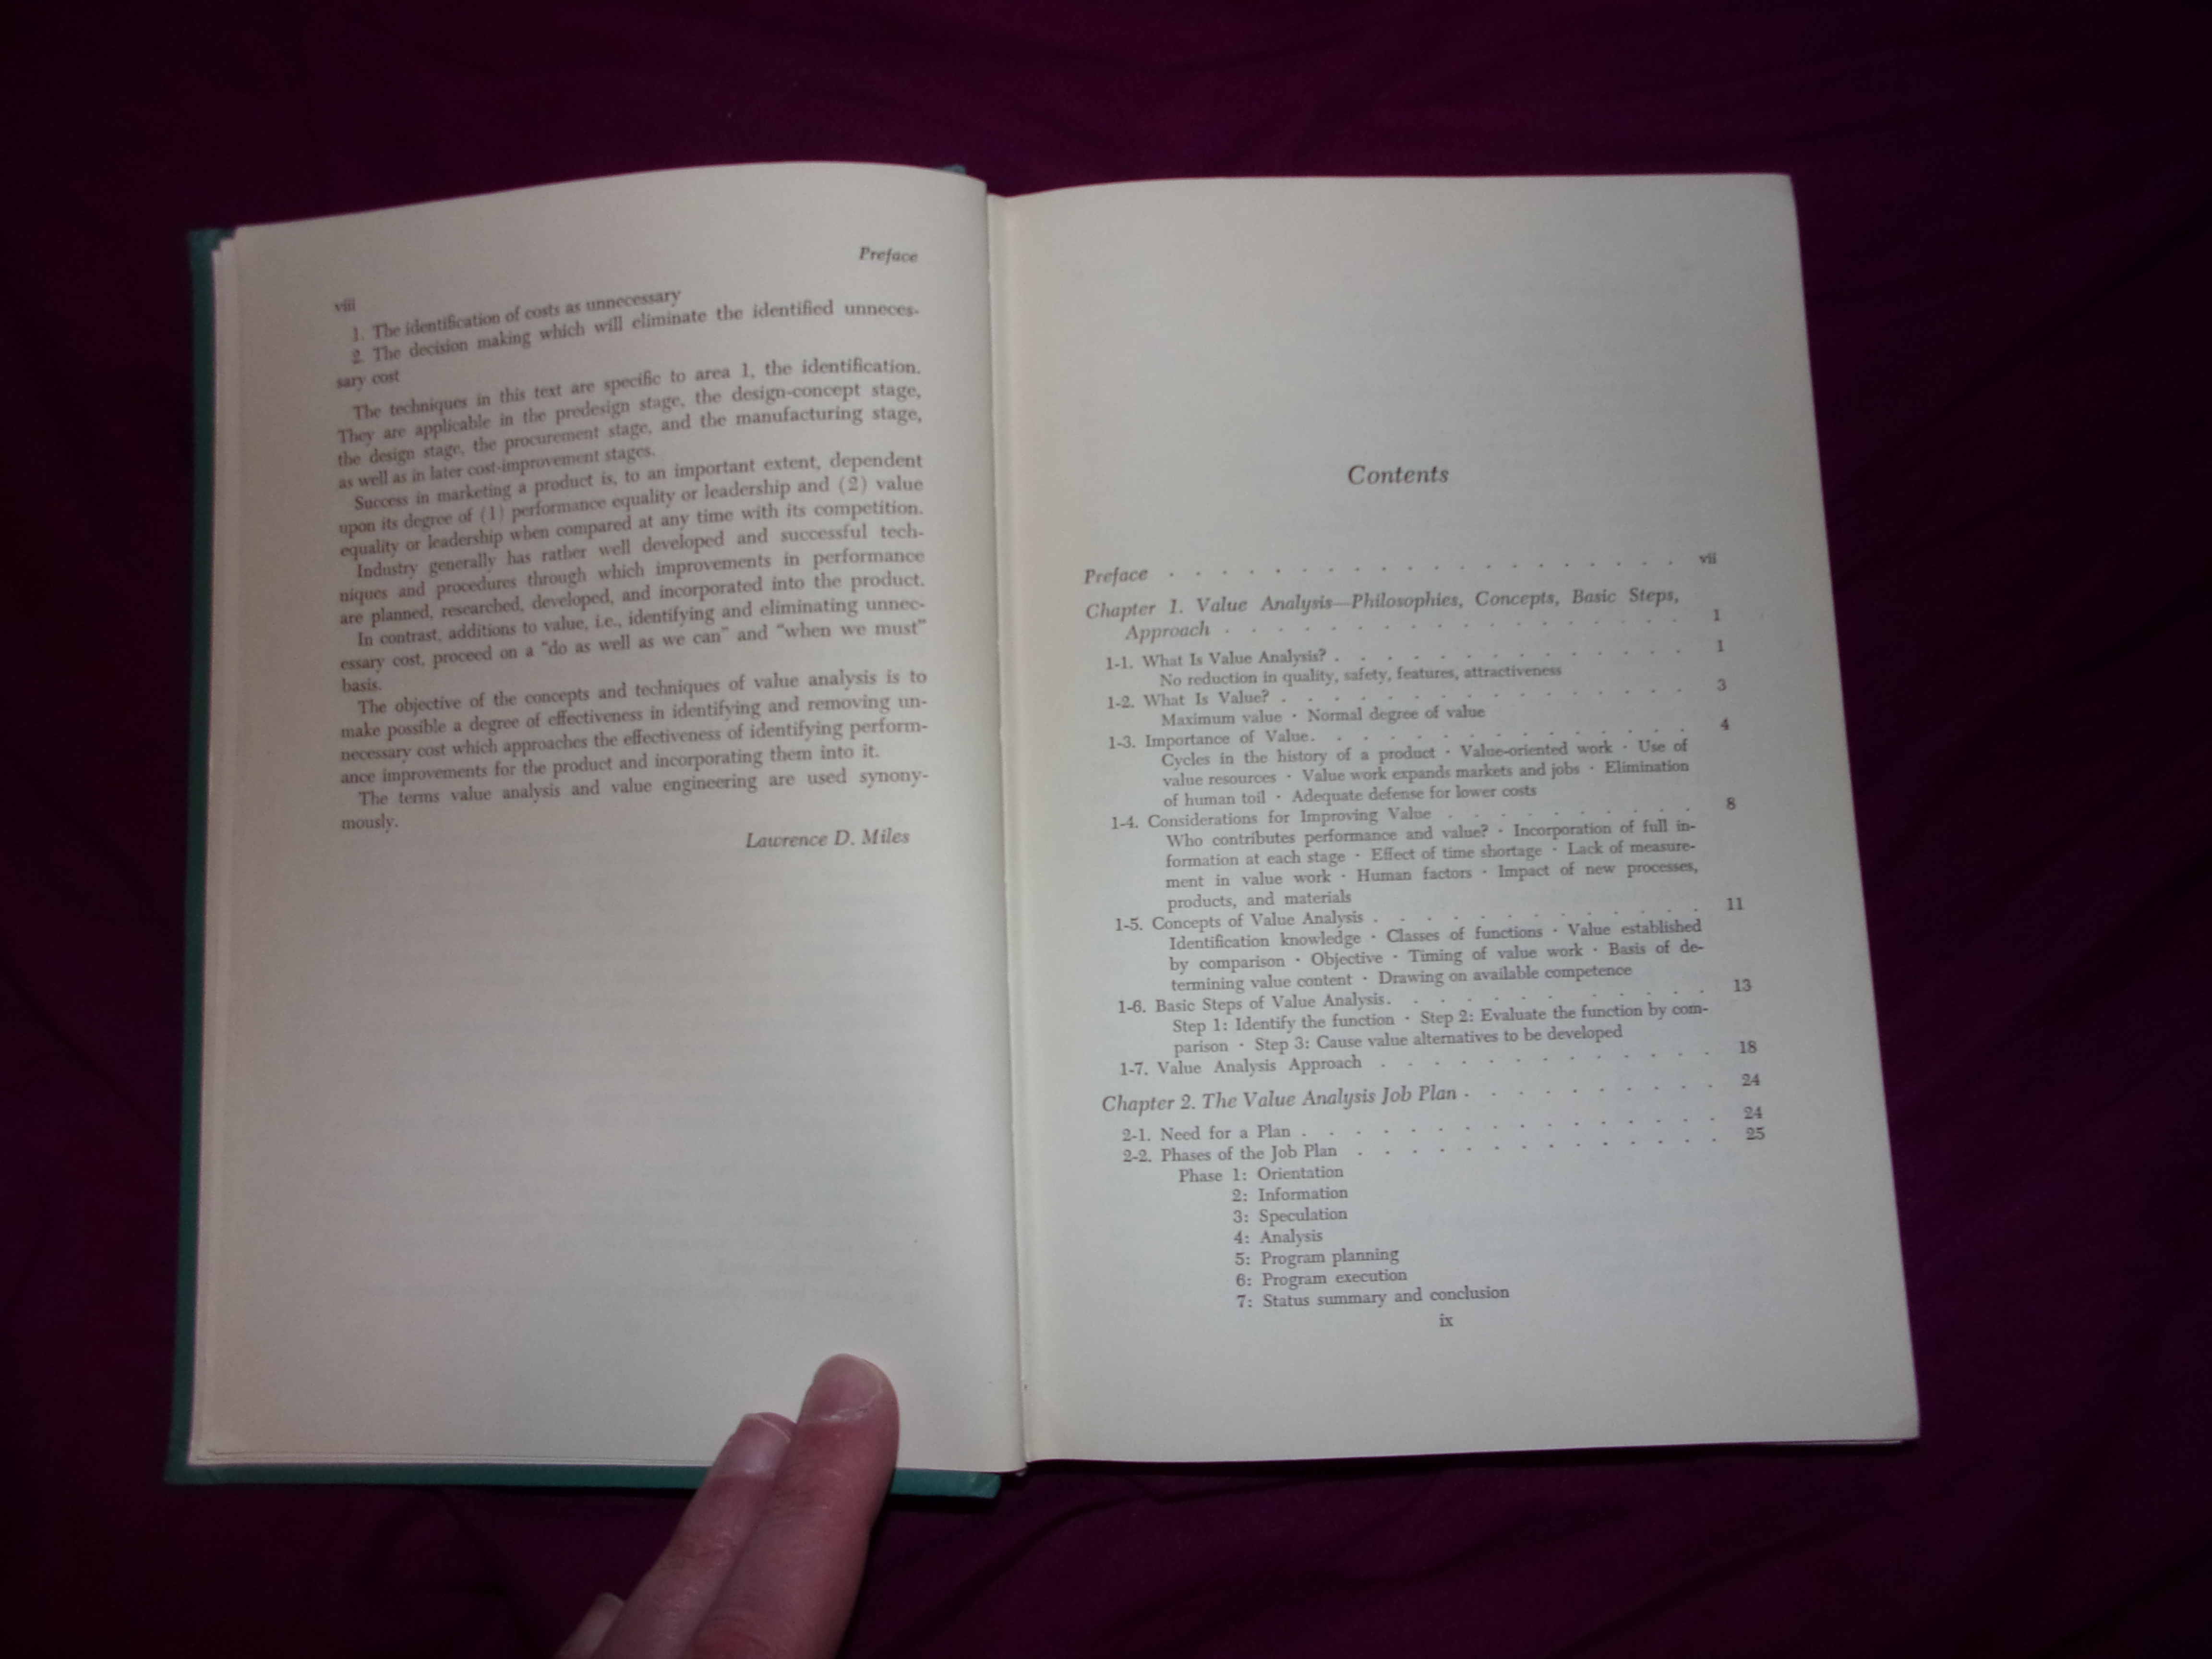 Preface
viii
1. The identification of costs as unnecessary
2. The decision making which will eliminate the identified unneces-
sary cost
The techniques in this text are specific to area 1, the identification.
They are applicable in the predesign stage, the design-concept stage,
the design stage, the procurement stage, and the manufacturing stage,
as well as in later cost-improvement stages.
Success in marketing a product is, to an important extent, dependent
upon its degree of (1) performance equality or leadership and (2) value
equality or leadership when compared at any time with its competition.
Industry generally has rather well developed and successful tech-
niques and procedures through which improvements in performance
are planned, researched, developed, and incorporated into the product.
In contrast, additions to value, i.e., identifying and eliminating unnec-
essary cost, proceed on a “do as well as we can” and “when we must”
basis.
The objective of the concepts and techniques of value analysis is to
make possible a degree of effectiveness in identifying and removing un-
necessary cost which approaches the effectiveness of identifying perform-
ance improvements for the product and incorporating them into it.
The terms value analysis and value engineering are used synony-
mously.
Lawrence D. Miles
Contents
Preface . . . . . . . . . . . . . . . . . . . . vii
Chapter 1. Value Analysis—Philosophies, Concepts, Basic Steps,
Approach . . . . . . . . . . . . . . . . . . 1
1-1. What Is Value Analysis? . . . . . . . . . . . . . . 1
No reduction in quality, safety, features, attractiveness
1-2. What Is Value? . . . . . . . . . . . . . . . . 3
Maximum value · Normal degree of value
1-3. Importance of Value. . . . . . . . . . . . . . . 4
Cycles in the history of a product · Value-oriented work · Use of
value resources · Value work expands markets and jobs · Elimination
of human toil · Adequate defense for lower costs
1-4. Considerations for Improving Value . . . . . . . . . . 8
Who contributes performance and value? · Incorporation of full in-
formation at each stage · Effect of time shortage · Lack of measure-
ment in value work · Human factors · Impact of new processes,
products, and materials
1-5. Concepts of Value Analysis . . . . . . . . . . . . . 11
Identification knowledge · Classes of functions · Value established
by comparison · Objective · Timing of value work · Basis of de-
termining value content · Drawing on available competence
1-6. Basic Steps of Value Analysis. . . . . . . . . . . . . 13
Step 1: Identify the function · Step 2: Evaluate the function by com-
parison · Step 3: Cause value alternatives to be developed
1-7. Value Analysis Approach . . . . . . . . . . . . . 18
Chapter 2. The Value Analysis Job Plan . . . . . . . . . . 24
2-1. Need for a Plan . . . . . . . . . . . . . . . . 24
2-2. Phases of the Job Plan . . . . . . . . . . . . . . 25
Phase 1: Orientation
2: Information
3: Speculation
4: Analysis
5: Program planning
6: Program execution
7: Status summary and conclusion
ix